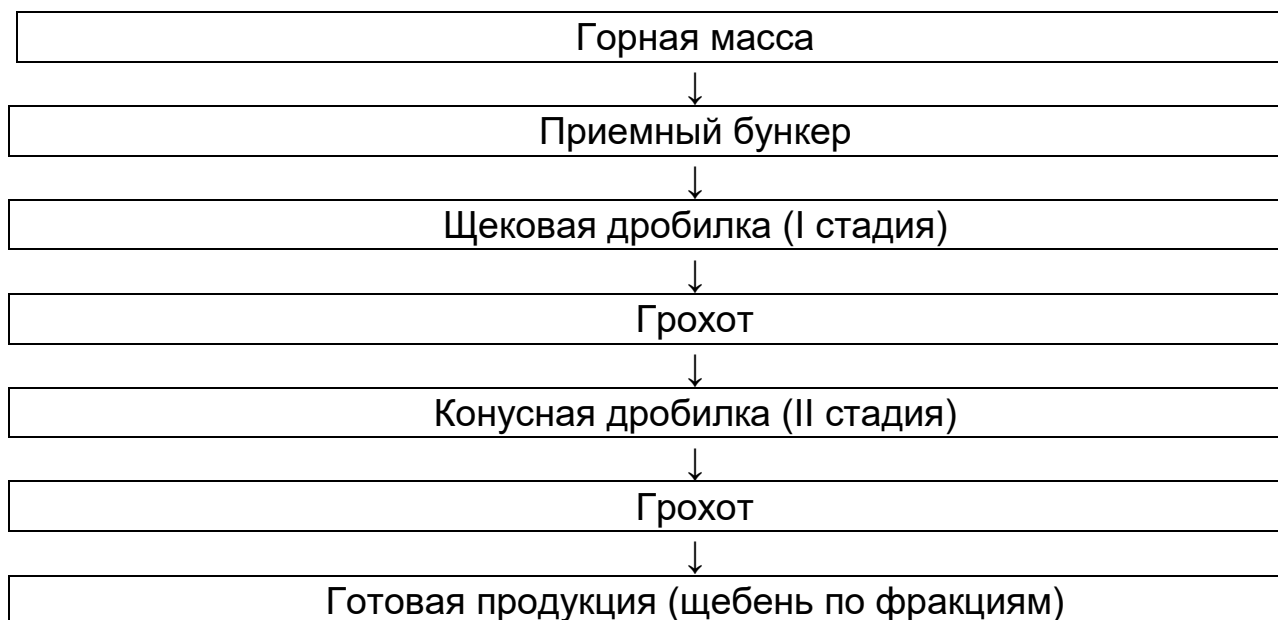 Горная масса
↓
Приемный бункер
↓
Щековая дробилка (I стадия)
↓
Грохот
↓
Конусная дробилка (II стадия)
↓
Грохот
↓
Готовая продукция (щебень по фракциям)